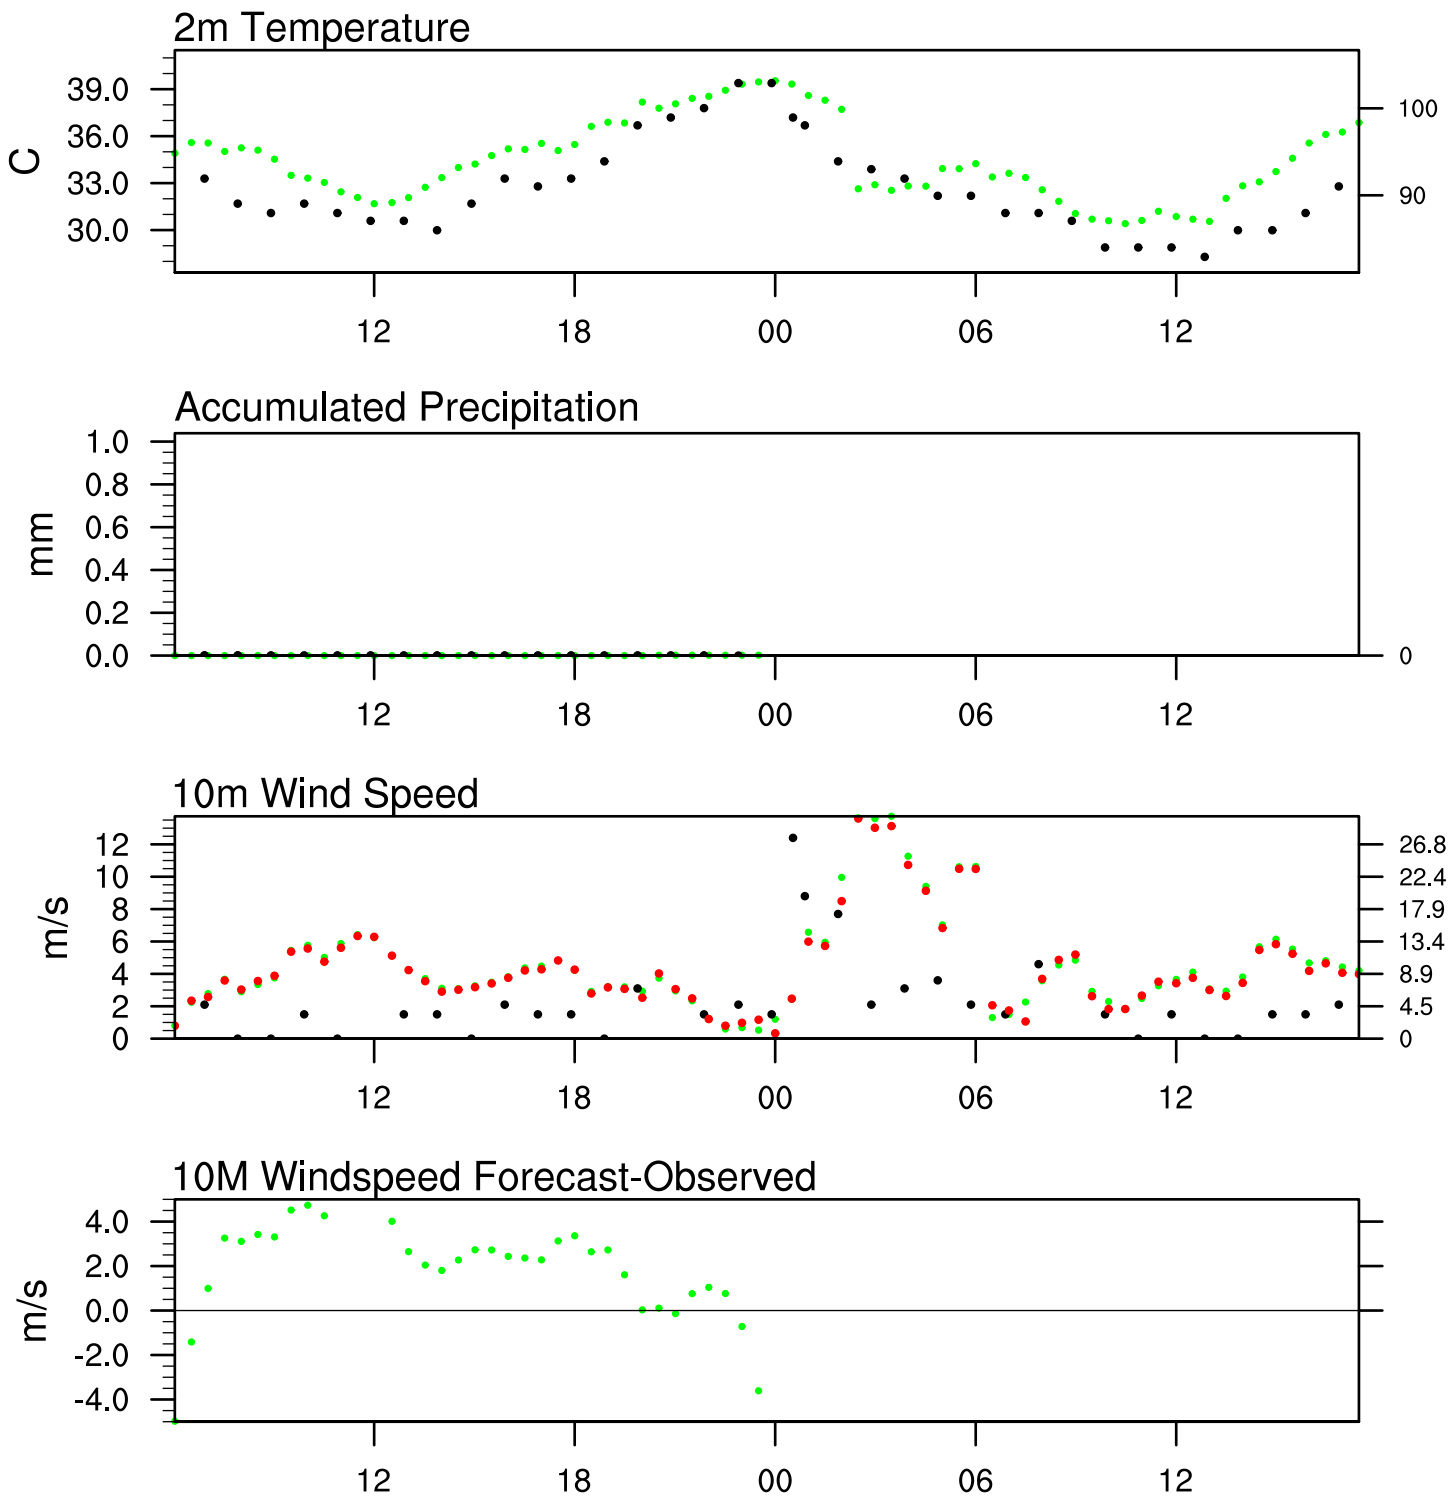 2m Temperature
39.0
36.0
33.0
30.0
C
100
90
12 18 00 06 12
Accumulated Precipitation
1.0
0.8
0.6
0.4
0.2
0.0
mm
0
12 18 00 06 12
10m Wind Speed
12
10
8
6
4
2
0
m/s
26.8
22.4
17.9
13.4
8.9
4.5
0
12 18 00 06 12
10M Windspeed Forecast-Observed
4.0
2.0
0.0
-2.0
-4.0
m/s
12 18 00 06 12